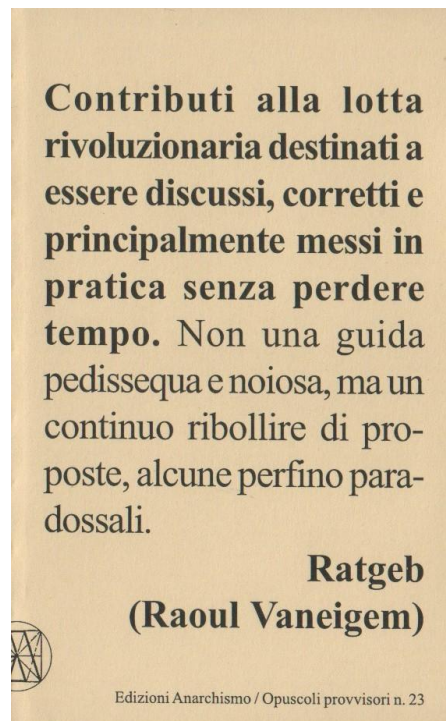 Contributi alla lotta
rivoluzionaria destinati a
essere discussi, corretti e
principalmente messi in
pratica senza perdere
tempo. Non una guida
pedissequa e noiosa, ma un
continuo ribollire di pro-
poste, alcune perfino para-
dossali.
Ratgeb
(Raoul Vaneigem)
Edizioni Anarchismo / Opuscoli provvisori n. 23